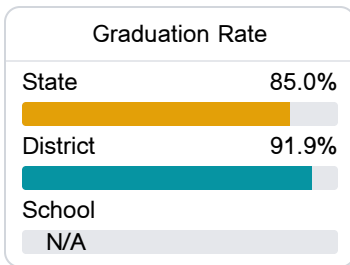 Graduation Rate
State 85.0%
District 91.9%
School
N/A